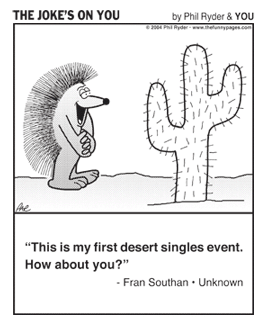 THE JOKE'S ON YOU by Phil Ryder & YOU
© 2004 Phil Ryder • www.thefunnypages.com
"This is my first desert singles event.
How about you?"
- Fran Southan • Unknown